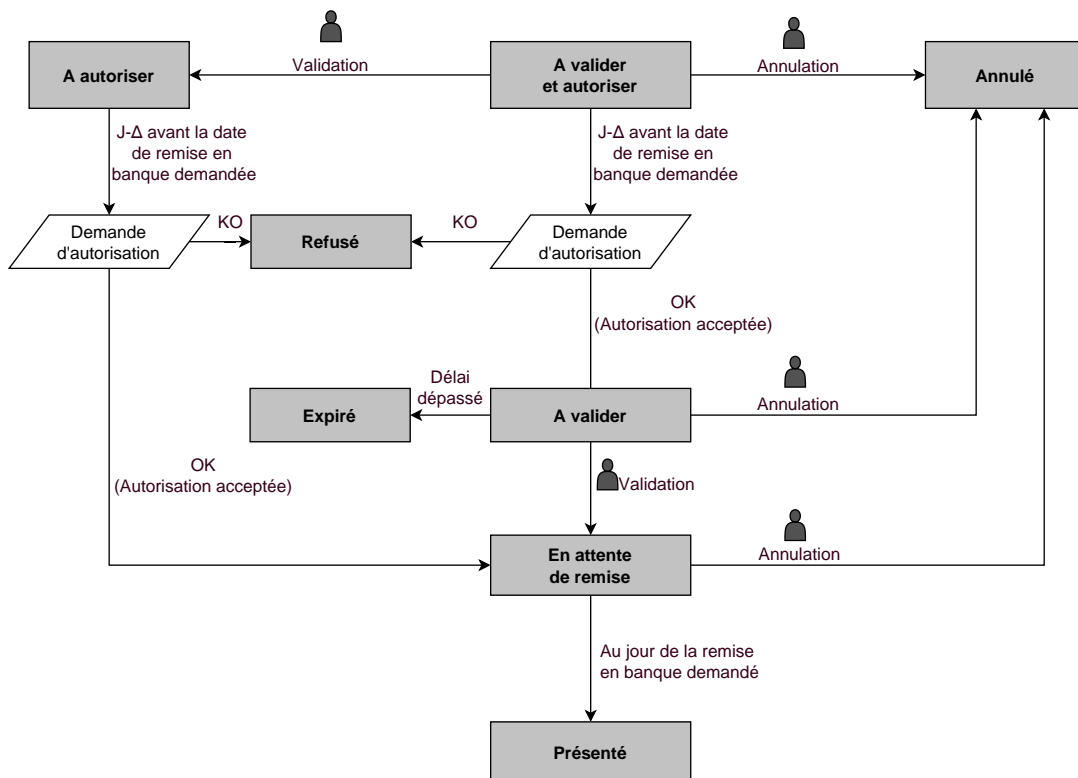 Validation
Annulation
A autoriser
A valider
et autoriser
Annulé
J-Δ avant la date
de remise en
banque demandée
J-Δ avant la date
de remise en
banque demandée
Demande
d'autorisation
KO
Refusé
KO
Demande
d'autorisation
OK
(Autorisation acceptée)
Délai
dépassé
Expiré
A valider
Annulation
OK
(Autorisation acceptée)
Validation
En attente
de remise
Annulation
Au jour de la remise
en banque demandé
Présenté